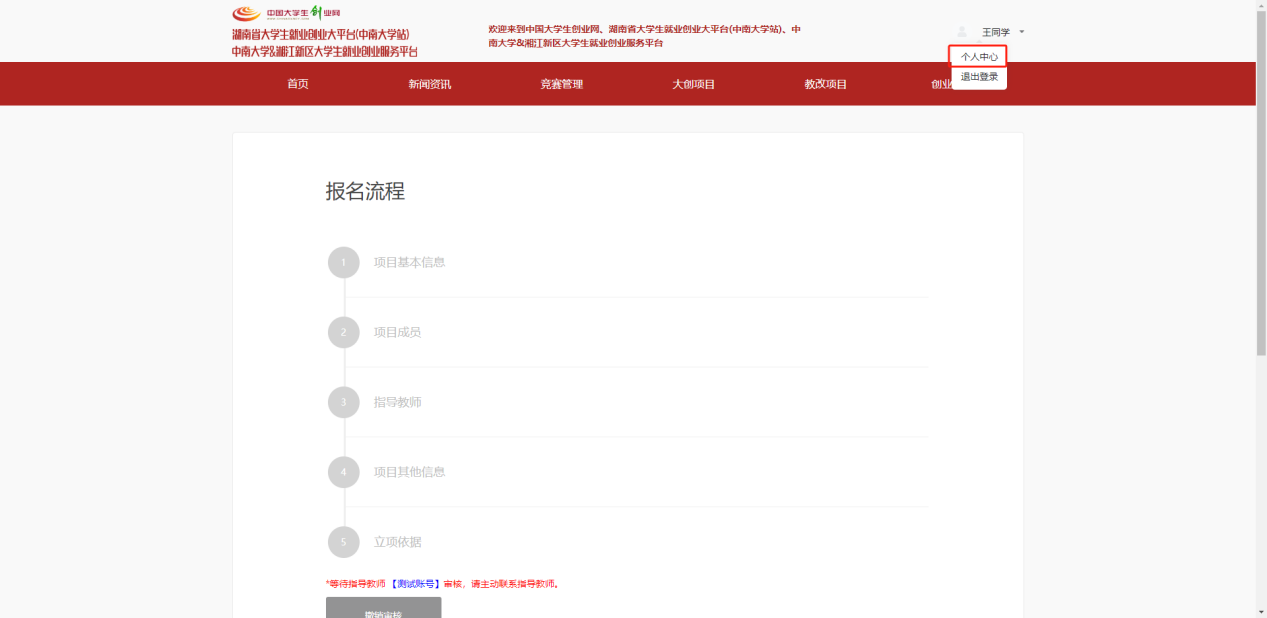 中国大学生创业网
湖南省大学生就业创业大平台(中南大学站)
中南大学&湘江新区大学生就业创业服务平台
欢迎来到中国大学生创业网、湖南省大学生就业创业大平台(中南大学站)、中
南大学&湘江新区大学生就业创业服务平台
王同学
个人中心
退出登录
首页 新闻资讯 竞赛管理 大创项目 教改项目 创业
报名流程
1 项目基本信息
2 项目成员
3 指导教师
4 项目其他信息
5 立项依据
*等待指导教师【测试账号】审核，请主动联系指导教师。
撤销审核